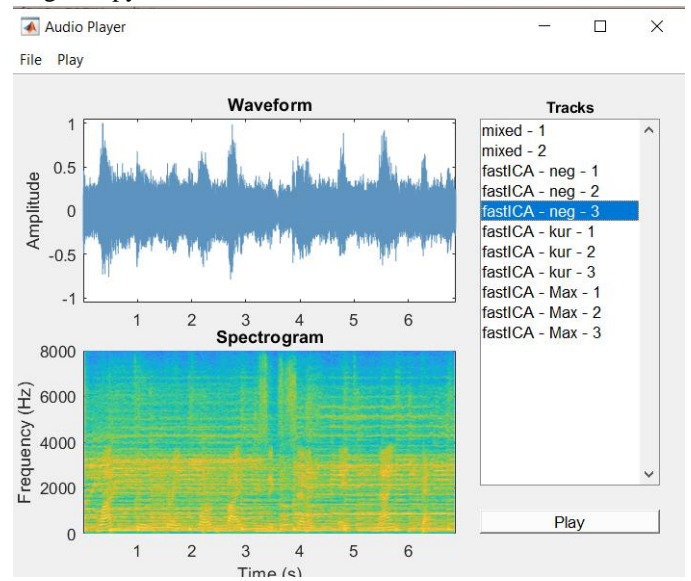 Audio Player
File Play
Waveform
1
0.5
0
-0.5
-1
Amplitude
1 2 3 4 5 6
Spectrogram
8000
6000
4000
2000
0
Frequency (Hz)
1 2 3 4 5 6
Time (s)
Tracks
mixed - 1
mixed - 2
fastICA - neg - 1
fastICA - neg - 2
fastICA - neg - 3
fastICA - kur - 1
fastICA - kur - 2
fastICA - kur - 3
fastICA - Max - 1
fastICA - Max - 2
fastICA - Max - 3
Play